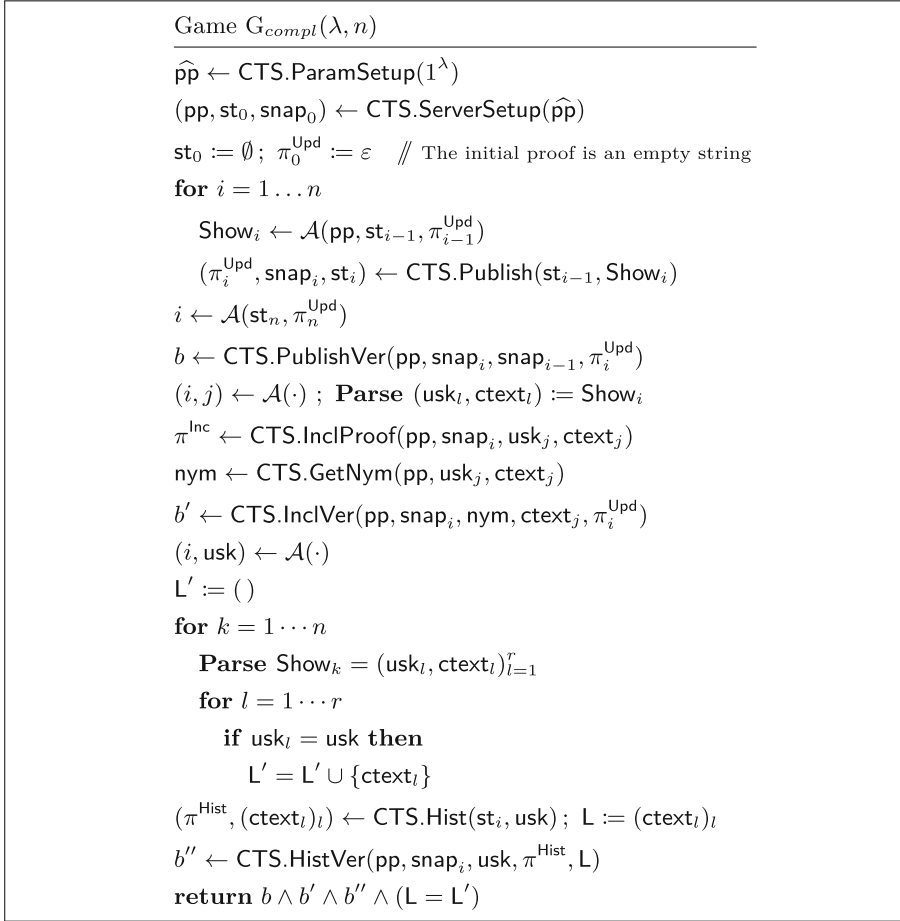 Game G_compl(λ, n)
p̂p ← CTS.ParamSetup(1^λ)
(pp, st_0, snap_0) ← CTS.ServerSetup(p̂p)
st_0 := ∅ ; π_0^Upd := ε // The initial proof is an empty string
for i = 1 … n
Show_i ← 𝒜(pp, st_{i−1}, π_{i−1}^Upd)
(π_i^Upd, snap_i, st_i) ← CTS.Publish(st_{i−1}, Show_i)
i ← 𝒜(st_n, π_n^Upd)
b ← CTS.PublishVer(pp, snap_i, snap_{i−1}, π_i^Upd)
(i, j) ← 𝒜(·) ; Parse (usk_l, ctext_l) := Show_i
π^Inc ← CTS.InclProof(pp, snap_i, usk_j, ctext_j)
nym ← CTS.GetNym(pp, usk_j, ctext_j)
b′ ← CTS.InclVer(pp, snap_i, nym, ctext_j, π_i^Upd)
(i, usk) ← 𝒜(·)
L′ := ( )
for k = 1 ⋯ n
Parse Show_k = (usk_l, ctext_l)_{l=1}^r
for l = 1 ⋯ r
if usk_l = usk then
L′ = L′ ∪ {ctext_l}
(π^Hist, (ctext_l)_l) ← CTS.Hist(st_i, usk) ; L := (ctext_l)_l
b″ ← CTS.HistVer(pp, snap_i, usk, π^Hist, L)
return b ∧ b′ ∧ b″ ∧ (L = L′)